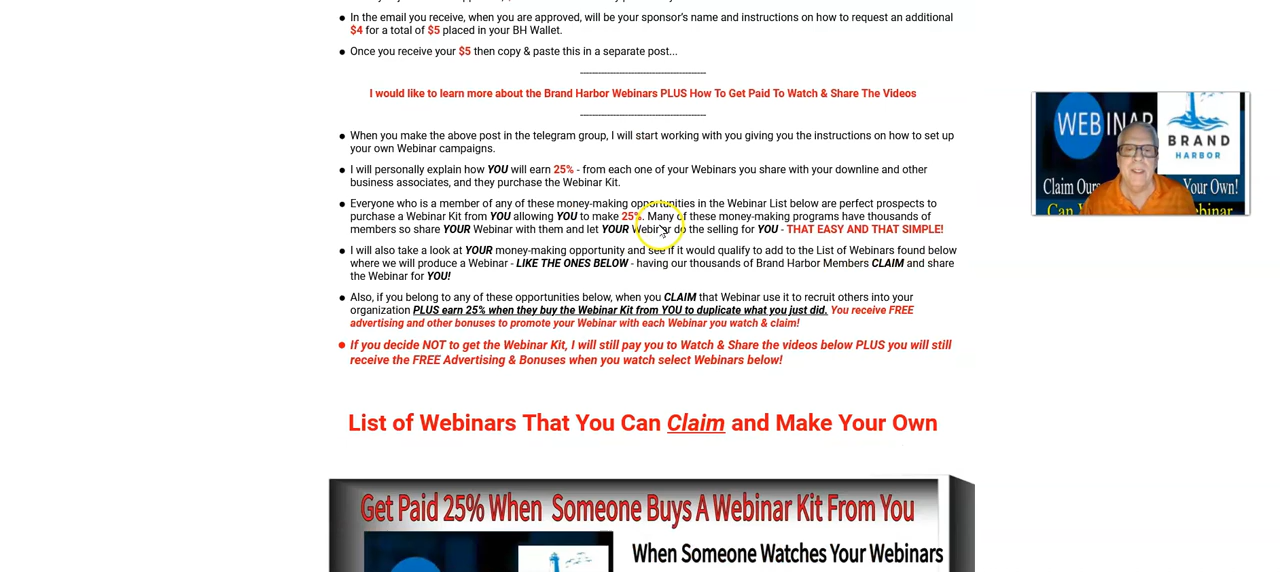 In the email you receive, when you are approved, will be your sponsor's name and instructions on how to request an additional
$4 for a total of $5 placed in your BH Wallet.
Once you receive your $5 then copy & paste this in a separate post...
------------------------------------------
I would like to learn more about the Brand Harbor Webinars PLUS How To Get Paid To Watch & Share The Videos
------------------------------------------
When you make the above post in the telegram group, I will start working with you giving you the instructions on how to set up
your own Webinar campaigns.
I will personally explain how YOU will earn 25% - from each one of your Webinars you share with your downline and other
business associates, and they purchase the Webinar Kit.
Everyone who is a member of any of these money-making opportunities in the Webinar List below are perfect prospects to
purchase a Webinar Kit from YOU allowing YOU to make 25%. Many of these money-making programs have thousands of
members so share YOUR Webinar with them and let YOUR Webinar do the selling for YOU - THAT EASY AND THAT SIMPLE!
I will also take a look at YOUR money-making opportunity and see if it would qualify to add to the List of Webinars found below
where we will produce a Webinar - LIKE THE ONES BELOW - having our thousands of Brand Harbor Members CLAIM and share
the Webinar for YOU!
Also, if you belong to any of these opportunities below, when you CLAIM that Webinar use it to recruit others into your
organization PLUS earn 25% when they buy the Webinar Kit from YOU to duplicate what you just did. You receive FREE
advertising and other bonuses to promote your Webinar with each Webinar you watch & claim!
If you decide NOT to get the Webinar Kit, I will still pay you to Watch & Share the videos below PLUS you will still
receive the FREE Advertising & Bonuses when you watch select Webinars below!
List of Webinars That You Can Claim and Make Your Own
Get Paid 25% When Someone Buys A Webinar Kit From You
When Someone Watches Your Webinars
WEBINAR
BRAND
HARBOR
Claim Our
Your Own!